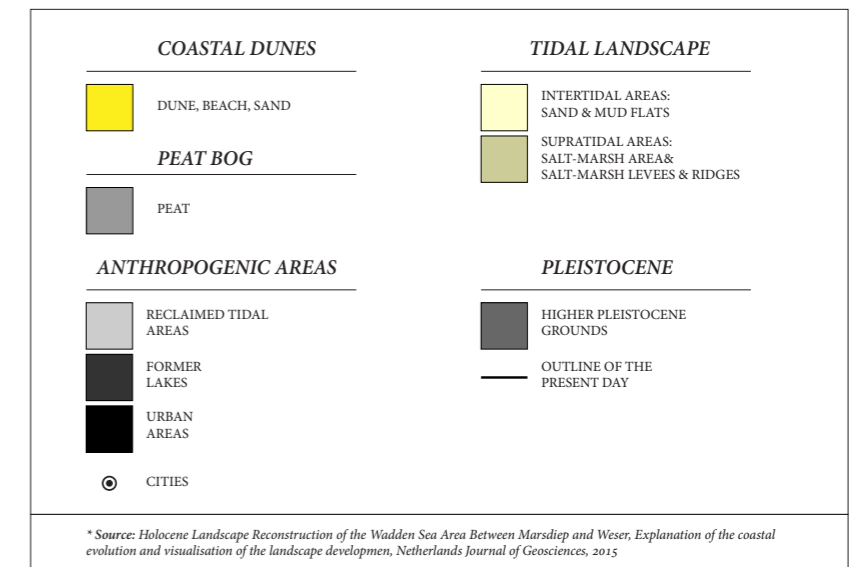 COASTAL DUNES
DUNE, BEACH, SAND
PEAT BOG
PEAT
ANTHROPOGENIC AREAS
RECLAIMED TIDAL
AREAS
FORMER
LAKES
URBAN
AREAS
CITIES
TIDAL LANDSCAPE
INTERTIDAL AREAS:
SAND & MUD FLATS
SUPRATIDAL AREAS:
SALT-MARSH AREA&
SALT-MARSH LEVEES & RIDGES
PLEISTOCENE
HIGHER PLEISTOCENE
GROUNDS
OUTLINE OF THE
PRESENT DAY
* Source: Holocene Landscape Reconstruction of the Wadden Sea Area Between Marsdiep and Weser, Explanation of the coastal
evolution and visualisation of the landscape developmen, Netherlands Journal of Geosciences, 2015